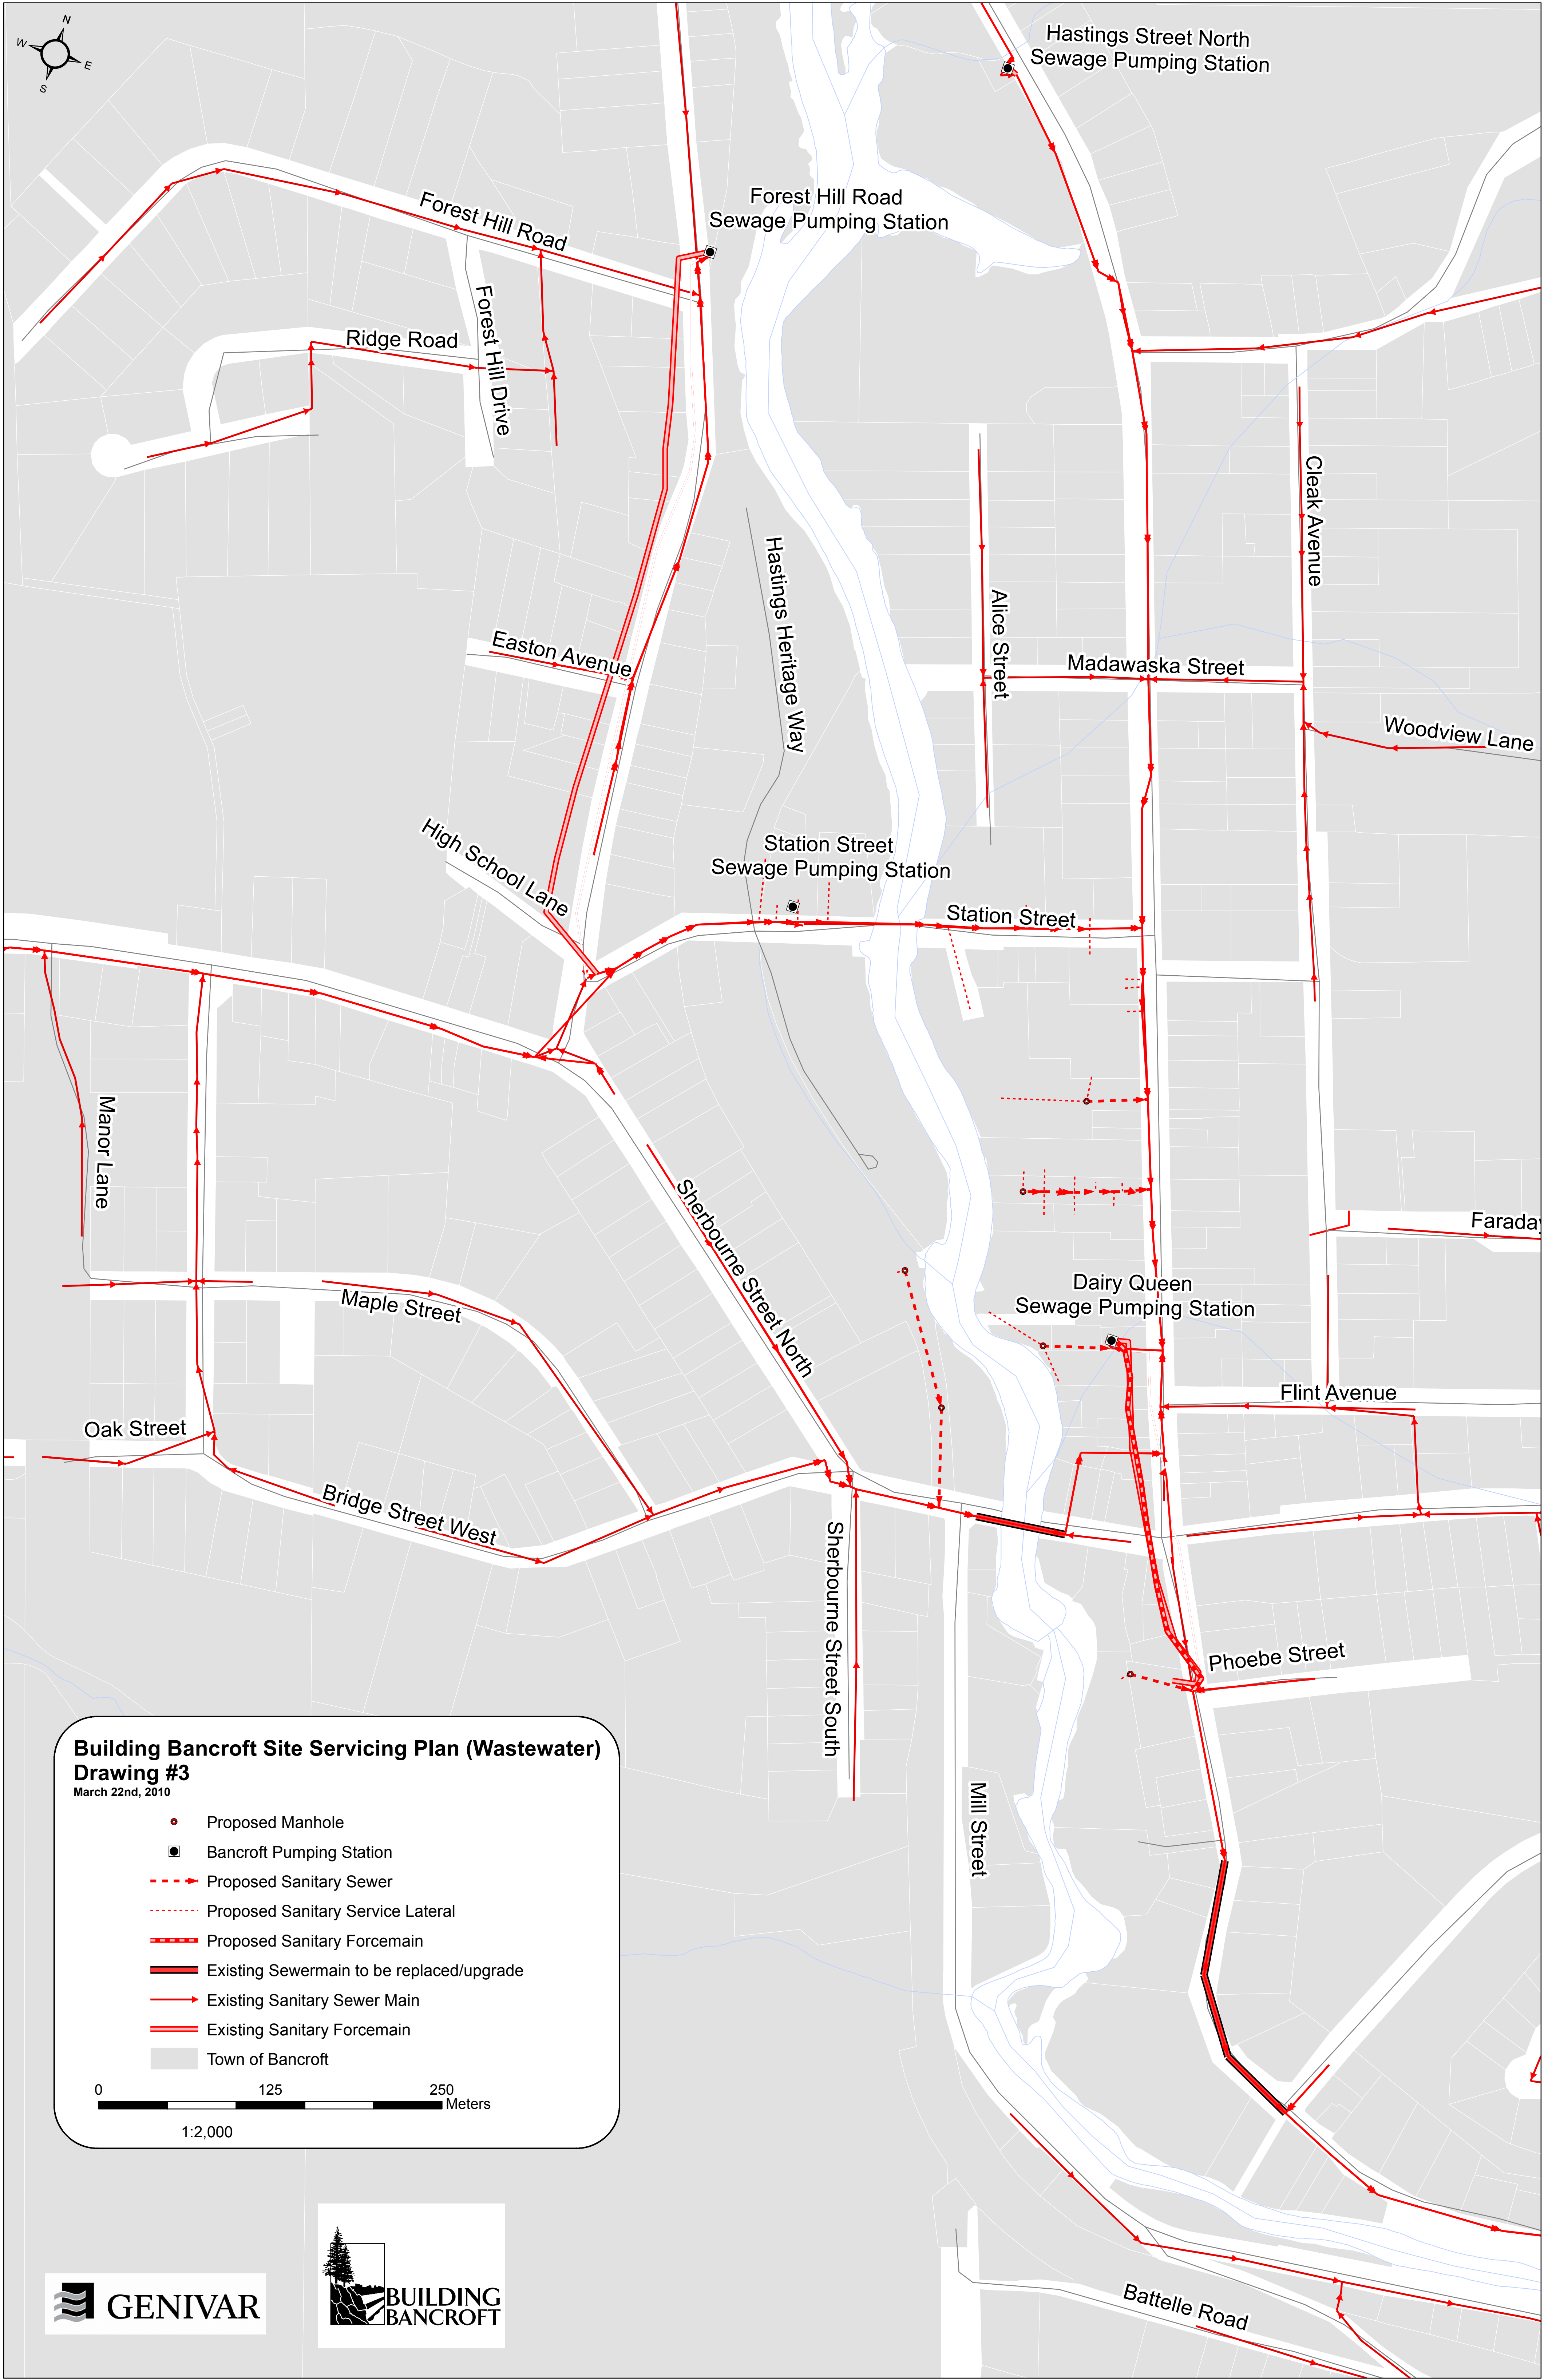 N
W
E
S
Hastings Street North
Sewage Pumping Station
Forest Hill Road
Sewage Pumping Station
Forest Hill Road
Forest Hill Drive
Ridge Road
Cleak Avenue
Hastings Heritage Way
Alice Street
Easton Avenue
Madawaska Street
Woodview Lane
High School Lane
Station Street
Sewage Pumping Station
Station Street
Manor Lane
Sherbourne Street North
Faraday
Dairy Queen
Sewage Pumping Station
Maple Street
Flint Avenue
Oak Street
Bridge Street West
Sherbourne Street South
Phoebe Street
Mill Street
Building Bancroft Site Servicing Plan (Wastewater)
Drawing #3
March 22nd, 2010
Proposed Manhole
Bancroft Pumping Station
Proposed Sanitary Sewer
Proposed Sanitary Service Lateral
Proposed Sanitary Forcemain
Existing Sewermain to be replaced/upgrade
Existing Sanitary Sewer Main
Existing Sanitary Forcemain
Town of Bancroft
0 125 250
Meters
1:2,000
Battelle Road
GENIVAR
BUILDING
BANCROFT